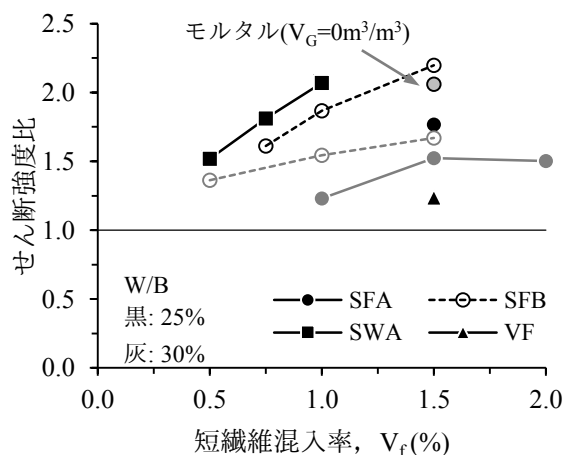 モルタル(V_G=0m³/m³)
2.5
2.0
1.5
1.0
0.5
0.0
せん断強度比
W/B
黒: 25%
灰: 30%
SFA
SFB
SWA
VF
0.0
0.5
1.0
1.5
2.0
短繊維混入率，V_f(%)